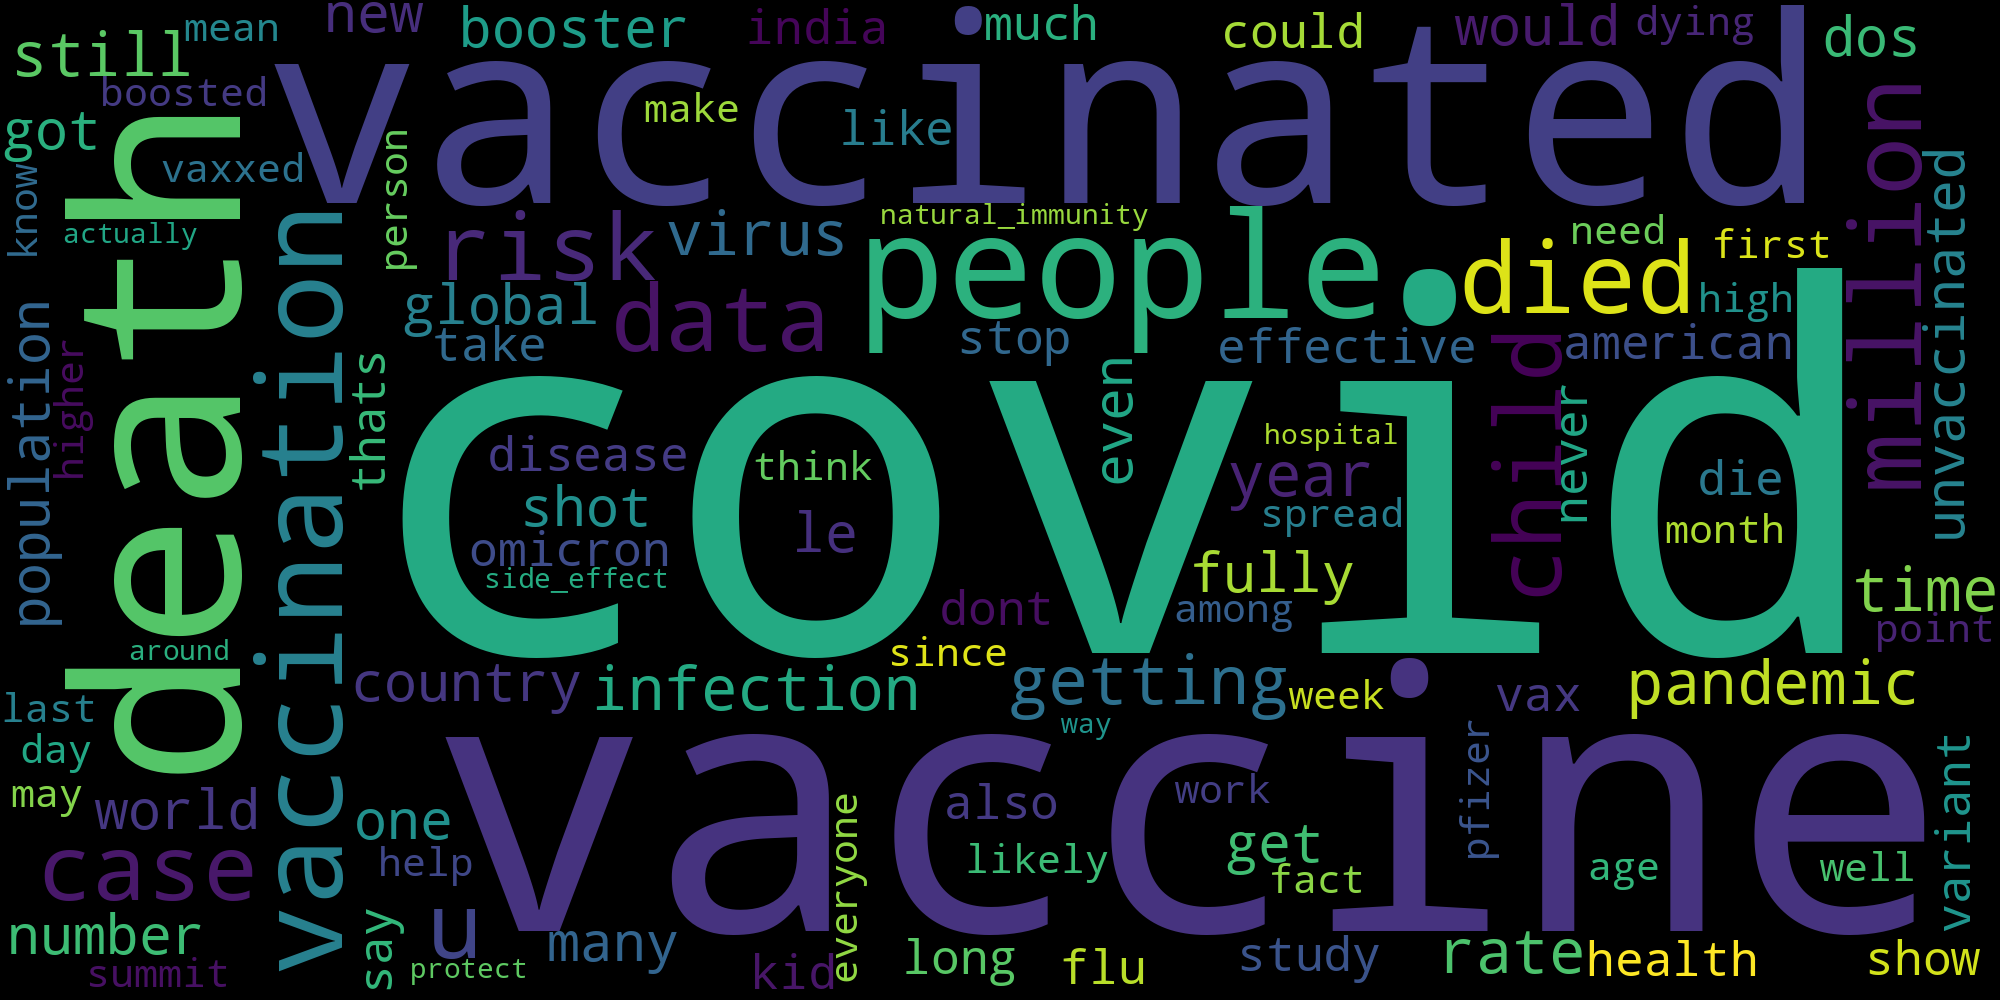 new
mean
still
booster
india
much
could
would
dying
dos
vaccinated
boosted
got
make
like
vaxxed
know
person
death
actually
vaccination
risk
virus
natural_immunity
people
need
died
first
million
unvaccinated
global
data
take
stop
effective
high
american
population
higher
thats
covid
even
child
never
disease
think
hospital
year
die
shot
le
spread
month
omicron
side_effect
fully
time
dont
among
point
around
since
country
infection
getting
week
vax
pandemic
last
way
day
may
vaccine
pfizer
variant
world
one
also
work
help
everyone
likely
get
fact
age
well
case
number
say
u
many
protect
summit
kid
long
flu
study
rate
health
show